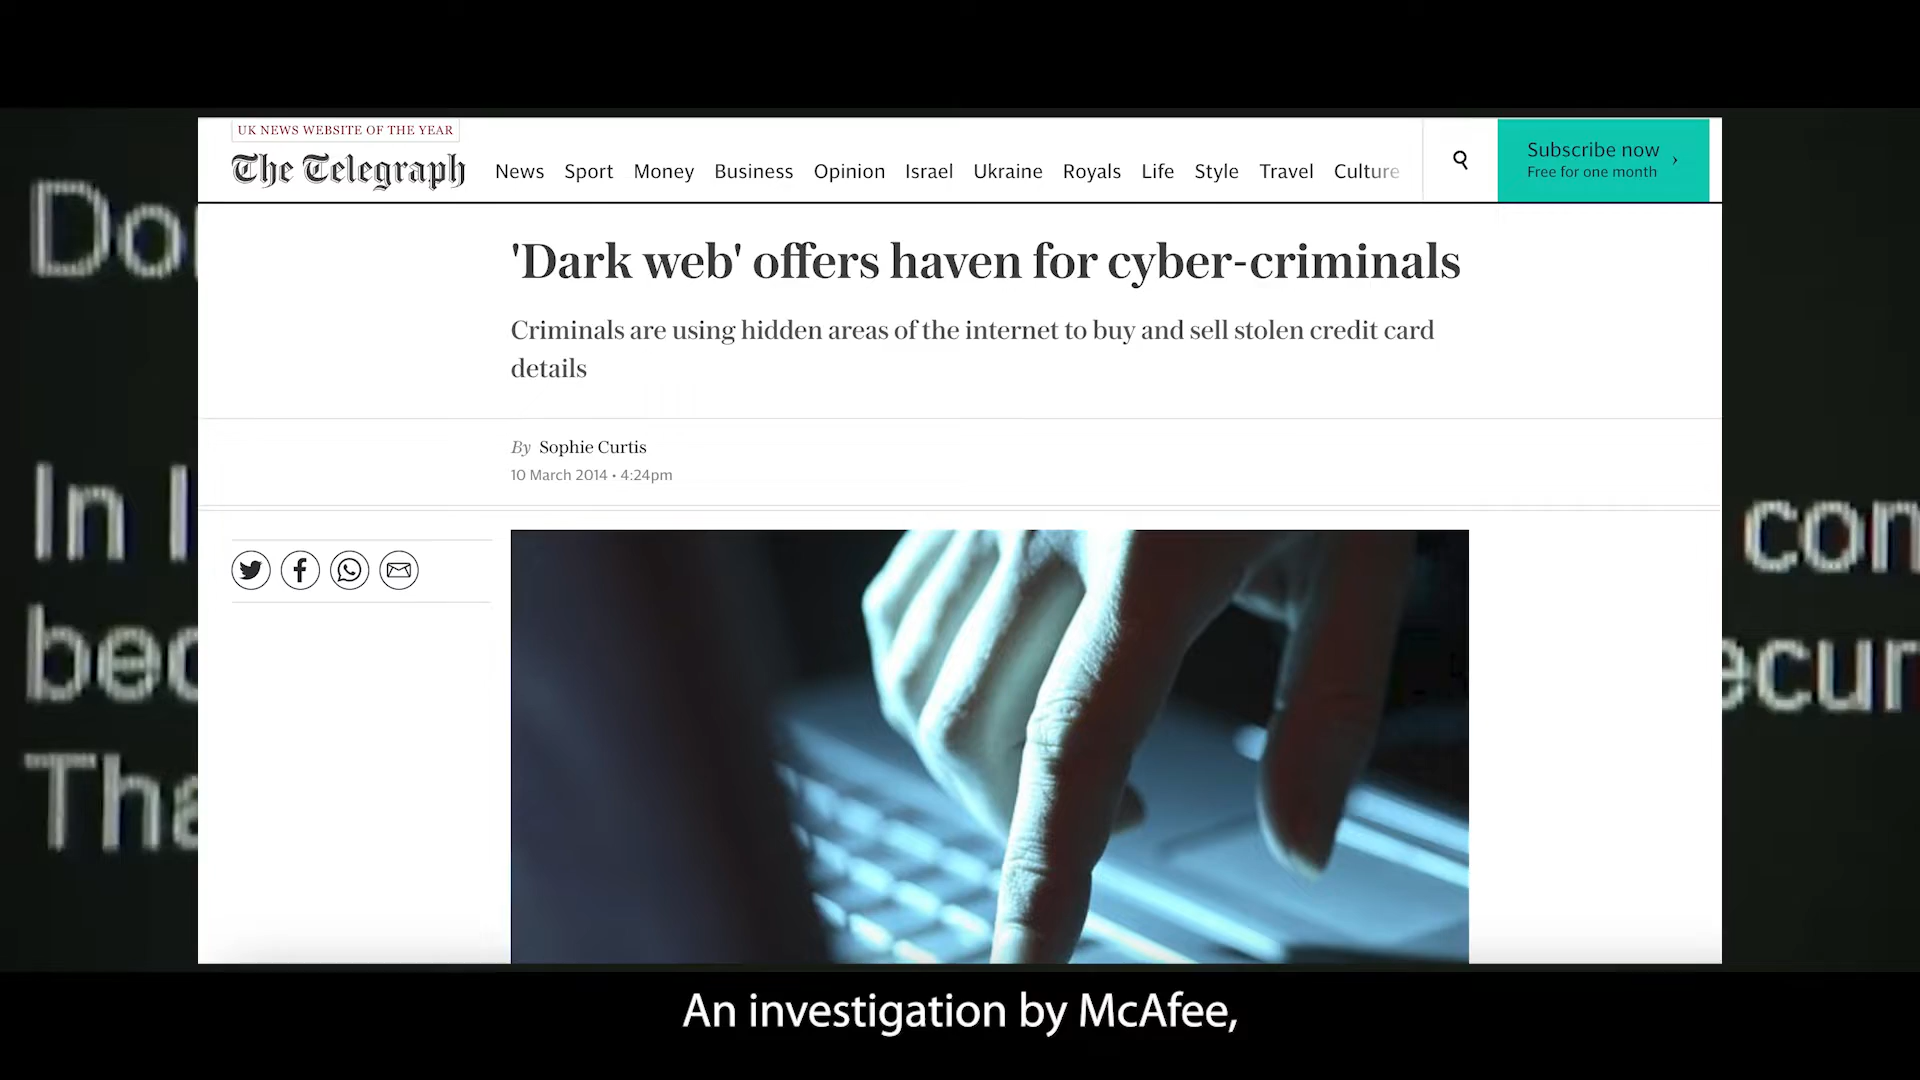 UK NEWS WEBSITE OF THE YEAR
The Telegraph
News Sport Money Business Opinion Israel Ukraine Royals Life Style Travel Culture
Subscribe now
Free for one month
'Dark web' offers haven for cyber-criminals
Criminals are using hidden areas of the internet to buy and sell stolen credit card
details
By Sophie Curtis
10 March 2014 • 4:24pm
In
An investigation by McAfee,